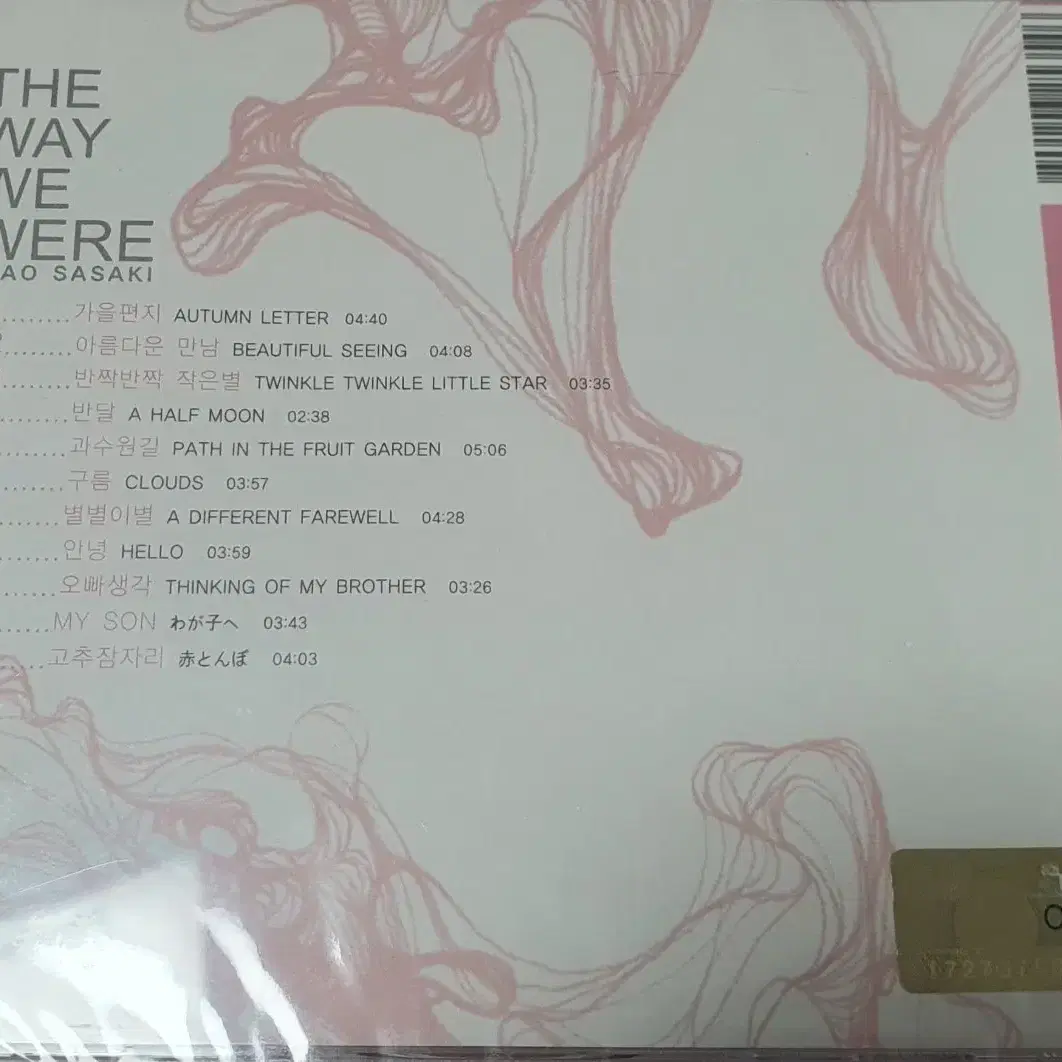 THE
WAY
WE
WERE
AO SASAKI
........가을편지 AUTUMN LETTER 04:40
........아름다운 만남 BEAUTIFUL SEEING 04:08
........반짝반짝 작은별 TWINKLE TWINKLE LITTLE STAR 03:35
........반달 A HALF MOON 02:38
........과수원길 PATH IN THE FRUIT GARDEN 05:06
.......구름 CLOUDS 03:57
.......별별이별 A DIFFERENT FAREWELL 04:28
.......안녕 HELLO 03:59
......오빠생각 THINKING OF MY BROTHER 03:26
......MY SON わが子へ 03:43
.....고추잠자리 赤とんぼ 04:03